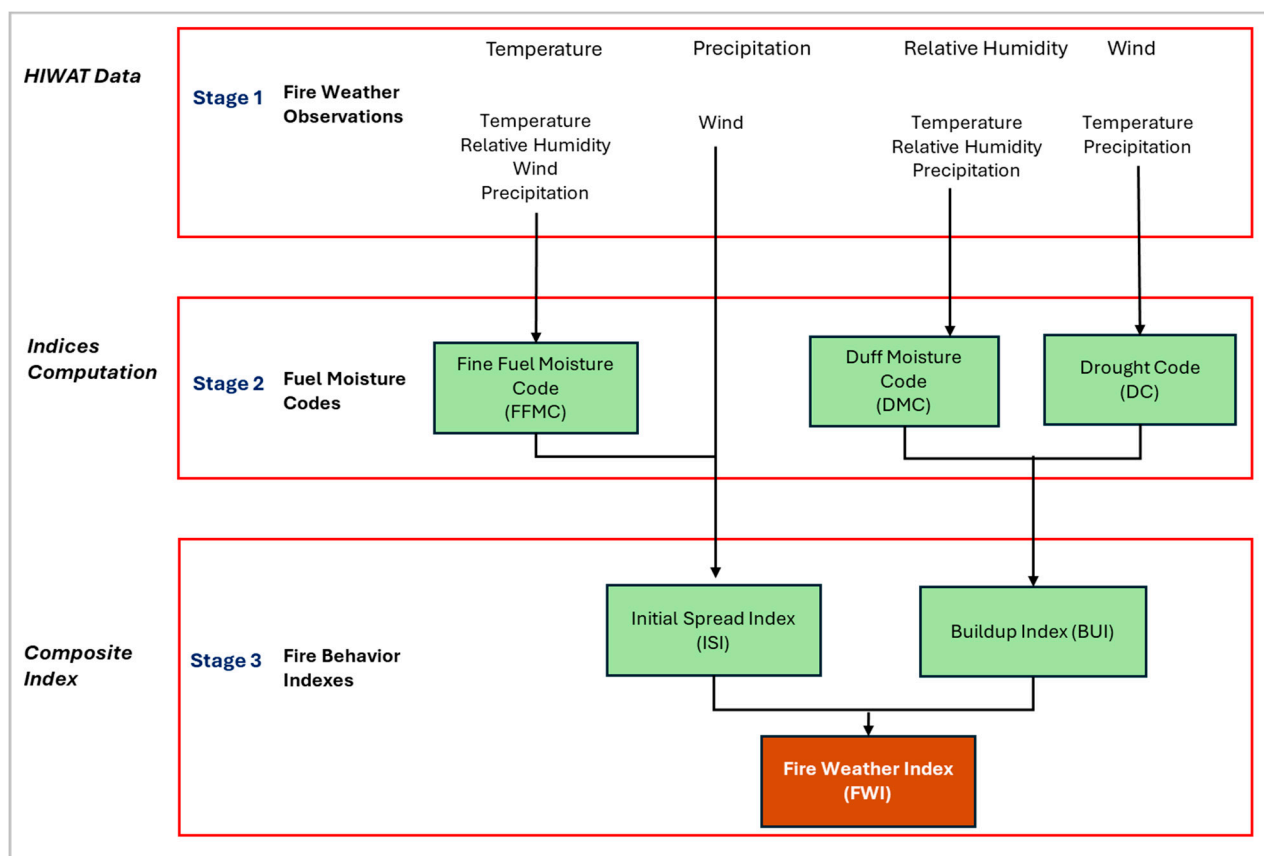 HIWAT Data
Stage 1
Fire Weather
Observations
Temperature
Precipitation
Relative Humidity
Wind
Temperature
Relative Humidity
Wind
Precipitation
Wind
Temperature
Relative Humidity
Precipitation
Temperature
Precipitation
Indices
Computation
Stage 2
Fuel Moisture
Codes
Fine Fuel Moisture
Code
(FFMC)
Duff Moisture
Code
(DMC)
Drought Code
(DC)
Composite
Index
Stage 3
Fire Behavior
Indexes
Initial Spread Index
(ISI)
Buildup Index (BUI)
Fire Weather Index
(FWI)